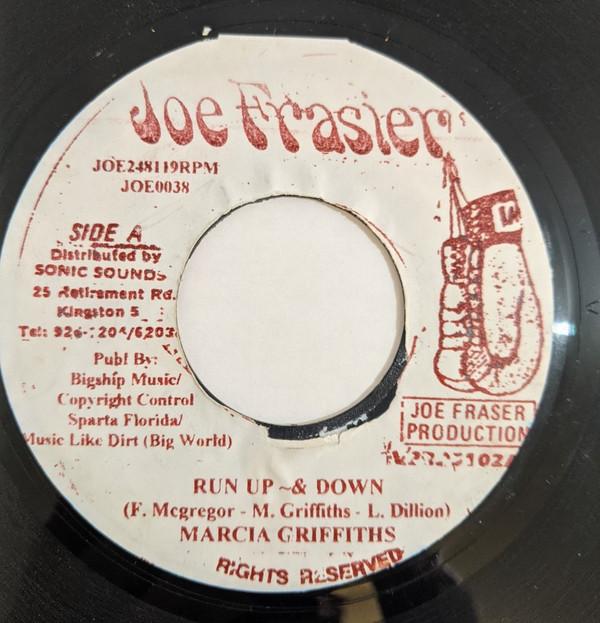 Joe Frasier
JOE248119RPM
JOE0038
SIDE A
Distributed by
SONIC SOUNDS
25 Retirement Rd.
Kingston 5
Tel:
Publ By:
Bigship Music/
Copyright Control
Sparta Florida/
Music Like Dirt (Big World)
JOE FRASER
PRODUCTION
RUN UP ~& DOWN
(F. Mcgregor - M. Griffiths - L. Dillion)
MARCIA GRIFFITHS
RIGHTS RESERVED